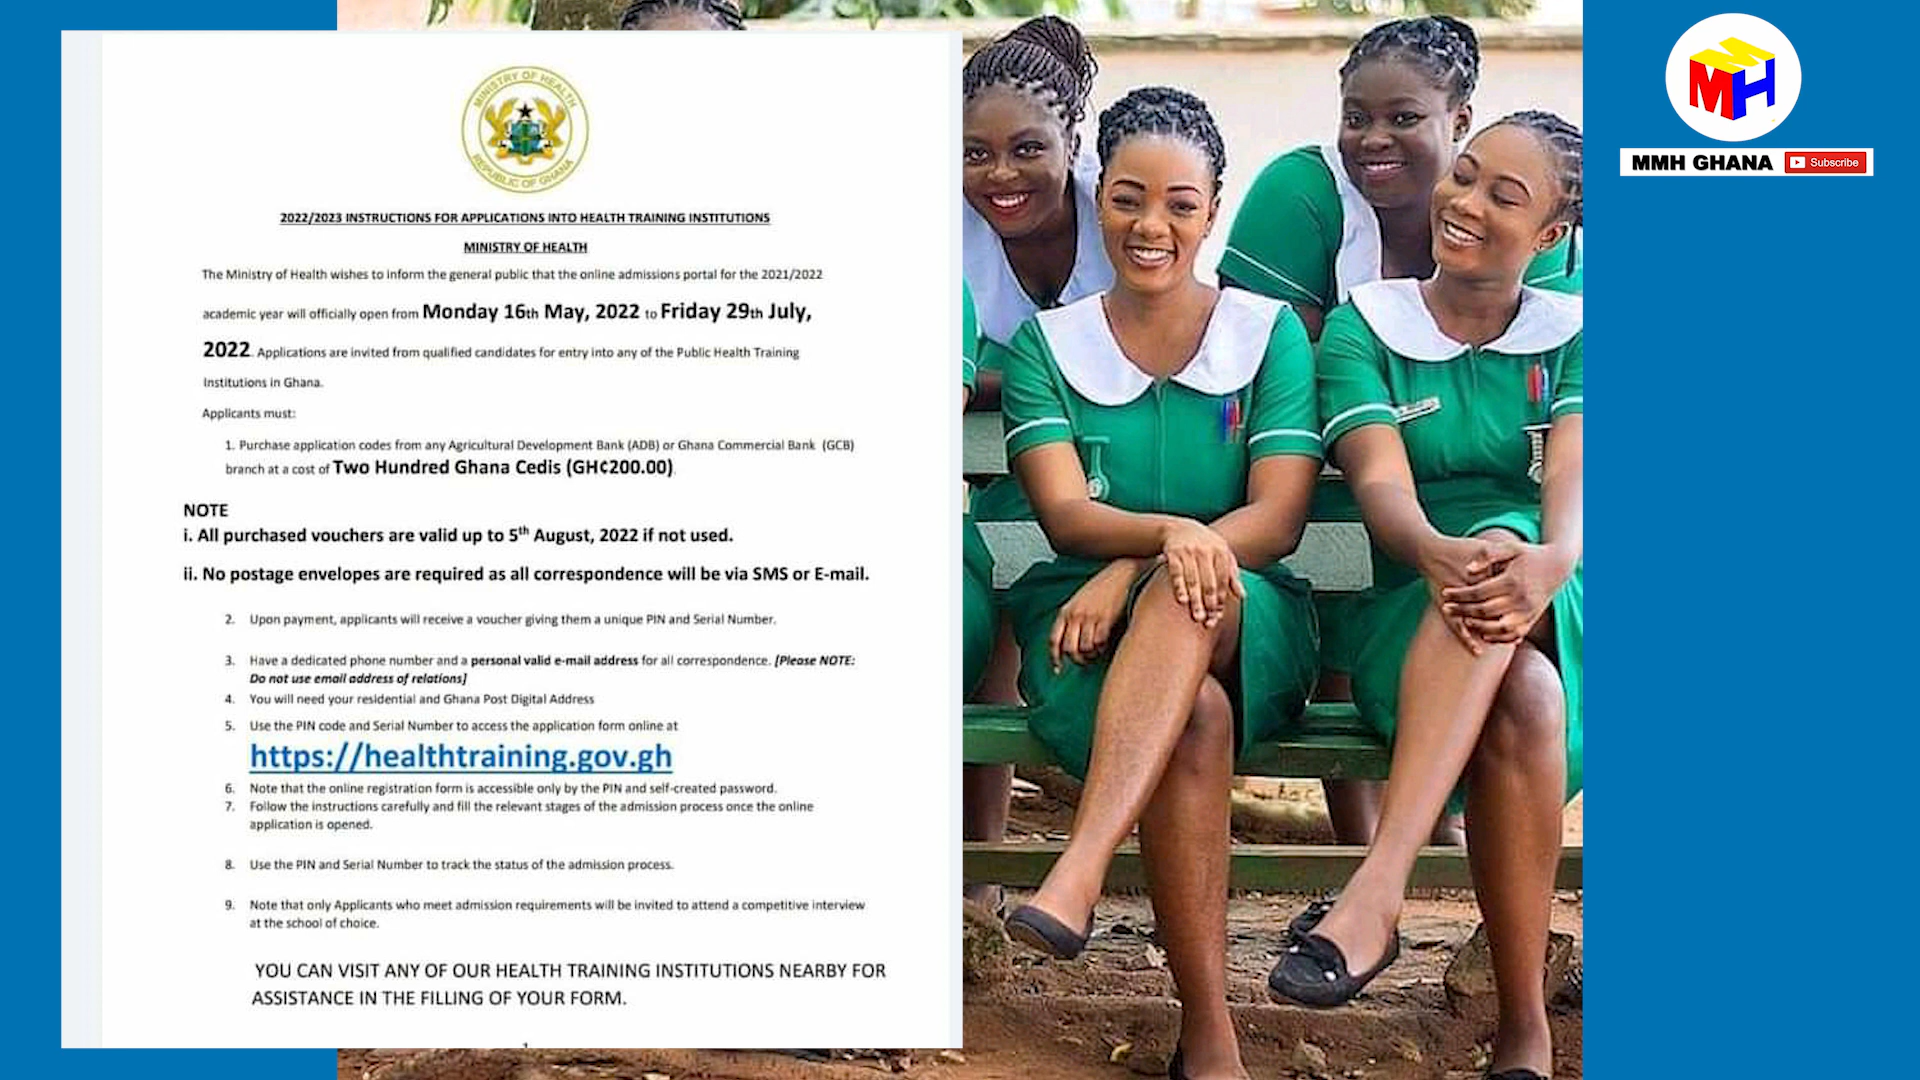 MINISTRY OF HEALTH
REPUBLIC OF GHANA
2022/2023 INSTRUCTIONS FOR APPLICATIONS INTO HEALTH TRAINING INSTITUTIONS
MINISTRY OF HEALTH
The Ministry of Health wishes to inform the general public that the online admissions portal for the 2021/2022
academic year will officially open from Monday 16th May, 2022 to Friday 29th July,
2022. Applications are invited from qualified candidates for entry into any of the Public Health Training
Institutions in Ghana.
Applicants must:
1. Purchase application codes from any Agricultural Development Bank (ADB) or Ghana Commercial Bank (GCB)
branch at a cost of Two Hundred Ghana Cedis (GH¢200.00).
NOTE
i. All purchased vouchers are valid up to 5th August, 2022 if not used.
ii. No postage envelopes are required as all correspondence will be via SMS or E-mail.
2. Upon payment, applicants will receive a voucher giving them a unique PIN and Serial Number.
3. Have a dedicated phone number and a personal valid e-mail address for all correspondence. [Please NOTE:
Do not use email address of relations]
4. You will need your residential and Ghana Post Digital Address
5. Use the PIN code and Serial Number to access the application form online at
https://healthtraining.gov.gh
6. Note that the online registration form is accessible only by the PIN and self-created password.
7. Follow the instructions carefully and fill the relevant stages of the admission process once the online
application is opened.
8. Use the PIN and Serial Number to track the status of the admission process.
9. Note that only Applicants who meet admission requirements will be invited to attend a competitive interview
at the school of choice.
YOU CAN VISIT ANY OF OUR HEALTH TRAINING INSTITUTIONS NEARBY FOR
ASSISTANCE IN THE FILLING OF YOUR FORM.
1
MH
MMH GHANA Subscribe